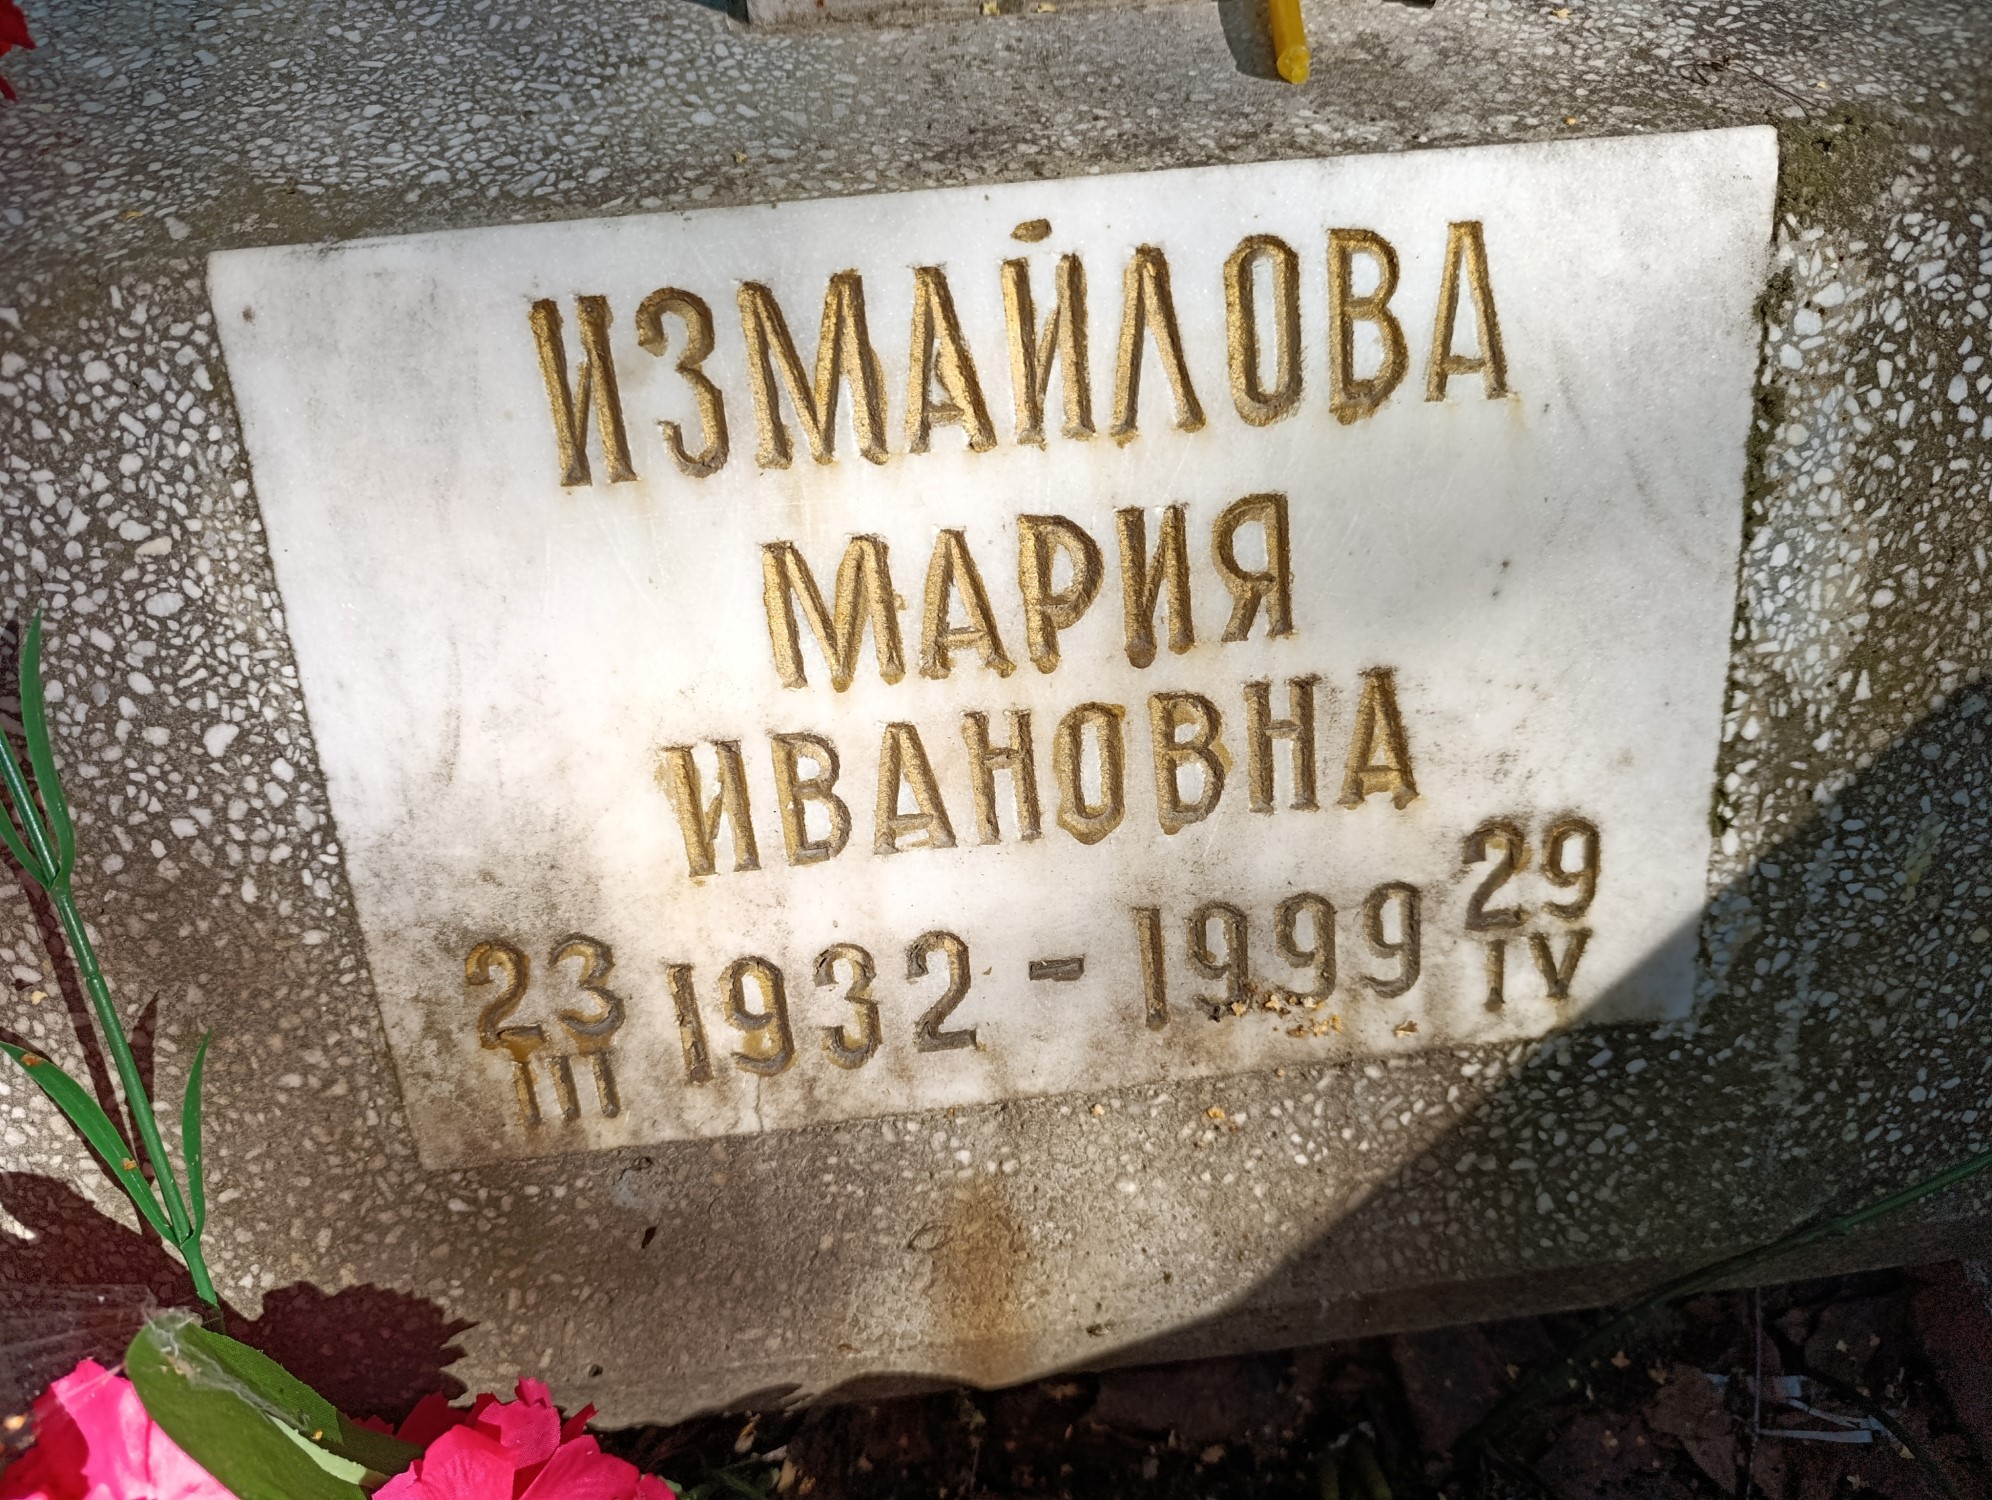 ИЗМАЙЛОВА
МАРИЯ
ИВАНОВНА
23 III 1932 - 1999 29 IV